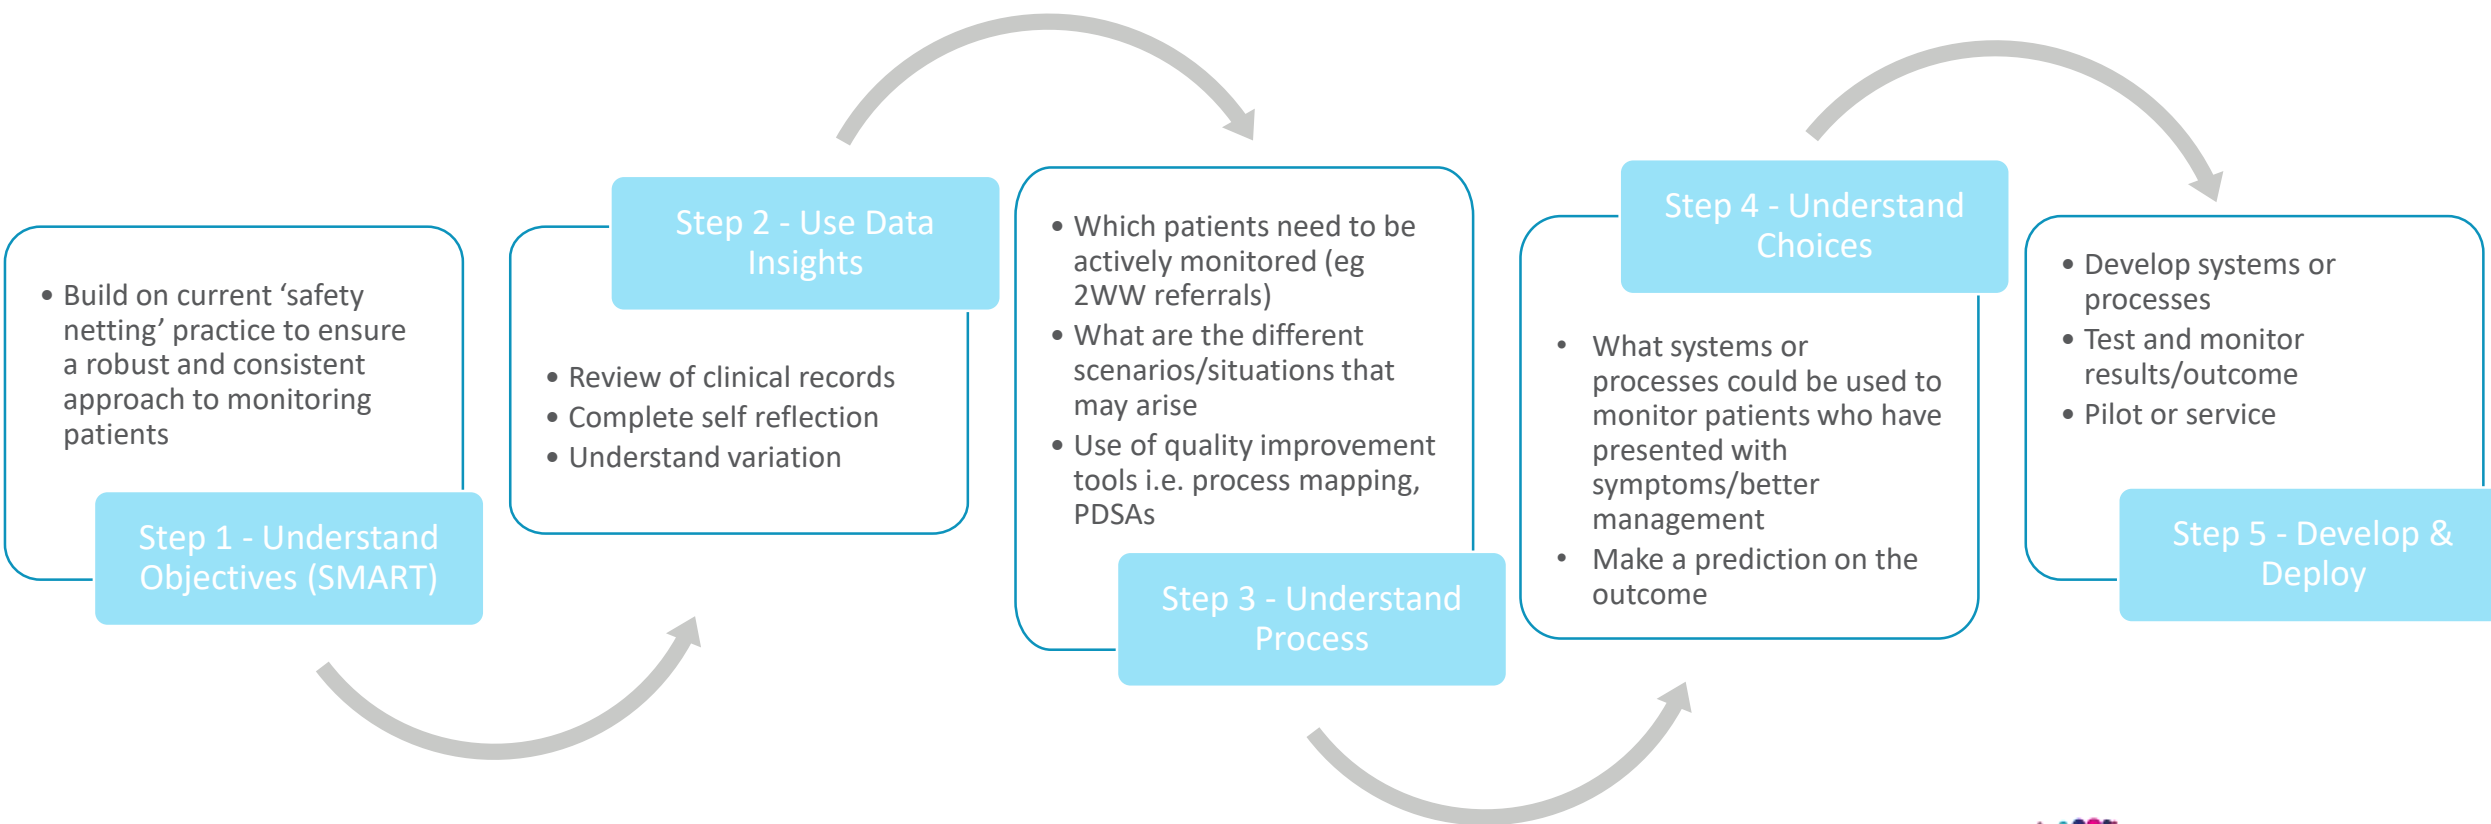 • Build on current ‘safety
netting’ practice to ensure
a robust and consistent
approach to monitoring
patients
Step 1 - Understand
Objectives (SMART)
Step 2 - Use Data
Insights
• Review of clinical records
• Complete self reflection
• Understand variation
• Which patients need to be
actively monitored (eg
2WW referrals)
• What are the different
scenarios/situations that
may arise
• Use of quality improvement
tools i.e. process mapping,
PDSAs
Step 3 - Understand
Process
Step 4 - Understand
Choices
• What systems or
processes could be used to
monitor patients who have
presented with
symptoms/better
management
• Make a prediction on the
outcome
• Develop systems or
processes
• Test and monitor
results/outcome
• Pilot or service
Step 5 - Develop &
Deploy